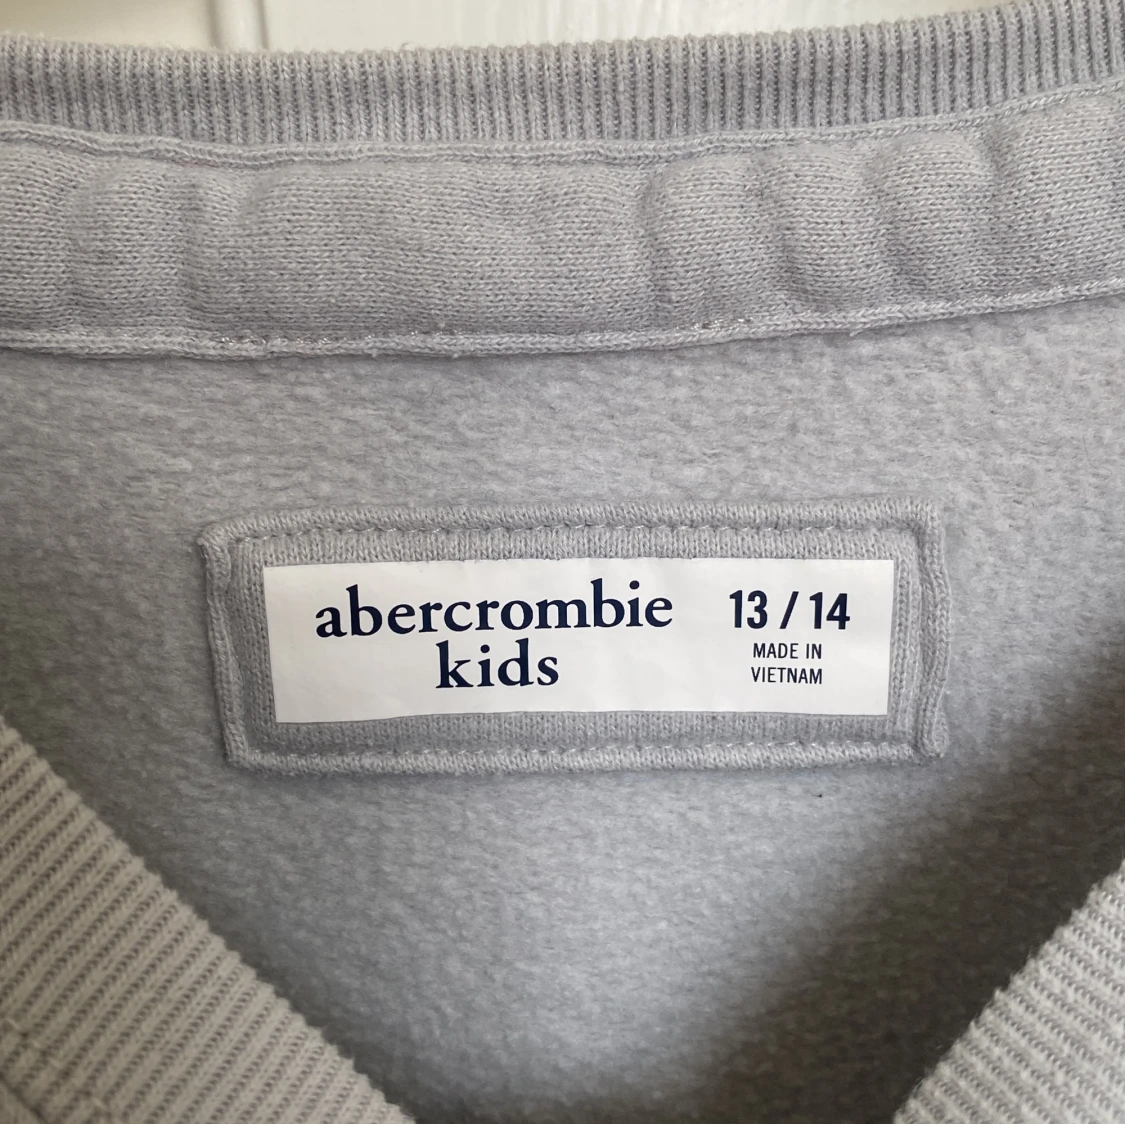 abercrombie
kids
13 / 14
MADE IN
VIETNAM